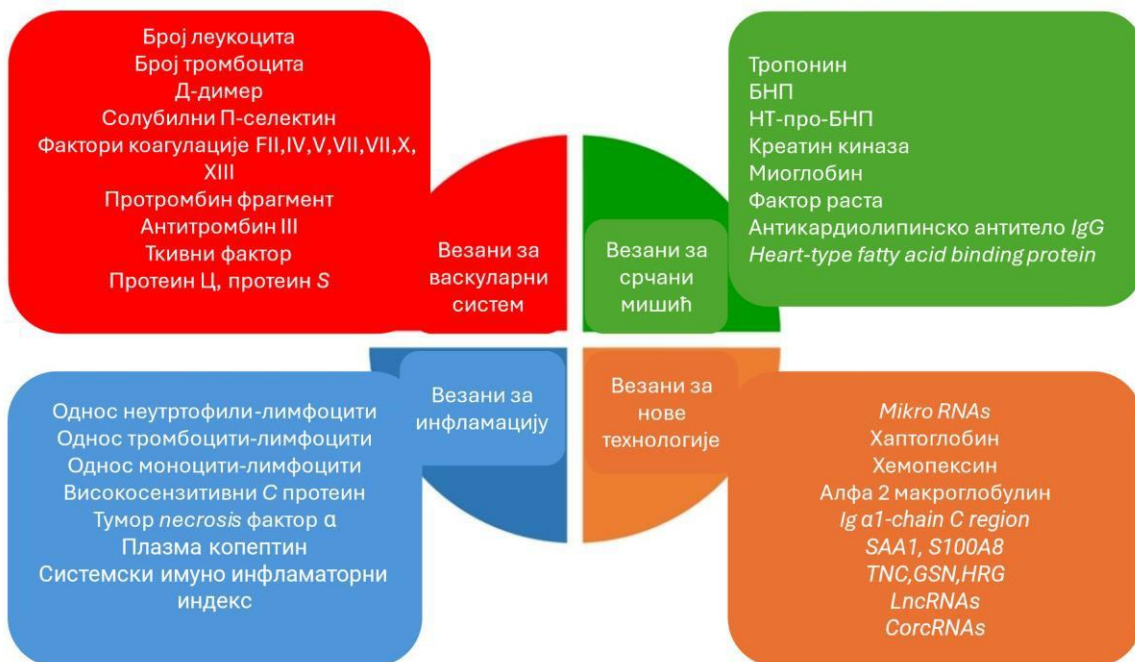 Број леукоцита
Број тромбоцита
Д-димер
Солубилни П-селектин
Фактори коагулације FII,IV,V,VII,VII,X,
XIII
Протромбин фрагмент
Антитромбин III
Ткивни фактор
Протеин Ц, протеин S
Везани за
васкуларни
систем
Тропонин
БНП
НТ-про-БНП
Креатин киназа
Миоглобин
Фактор раста
Антикардиолипинско антитело IgG
Heart-type fatty acid binding protein
Везани за
срчани
мишић
Однос неутртофили-лимфоцити
Однос тромбоцити-лимфоцити
Однос моноцити-лимфоцити
Високосензитивни C протеин
Тумор necrosis фактор α
Плазма копептин
Системски имуно инфламаторни
индекс
Везани за
инфламацију
Везани за
нове
технологије
Mikro RNAs
Хаптоглобин
Хемопексин
Алфа 2 макроглобулин
Ig α1-chain C region
SAA1, S100A8
TNC,GSN,HRG
LncRNAs
CorcRNAs